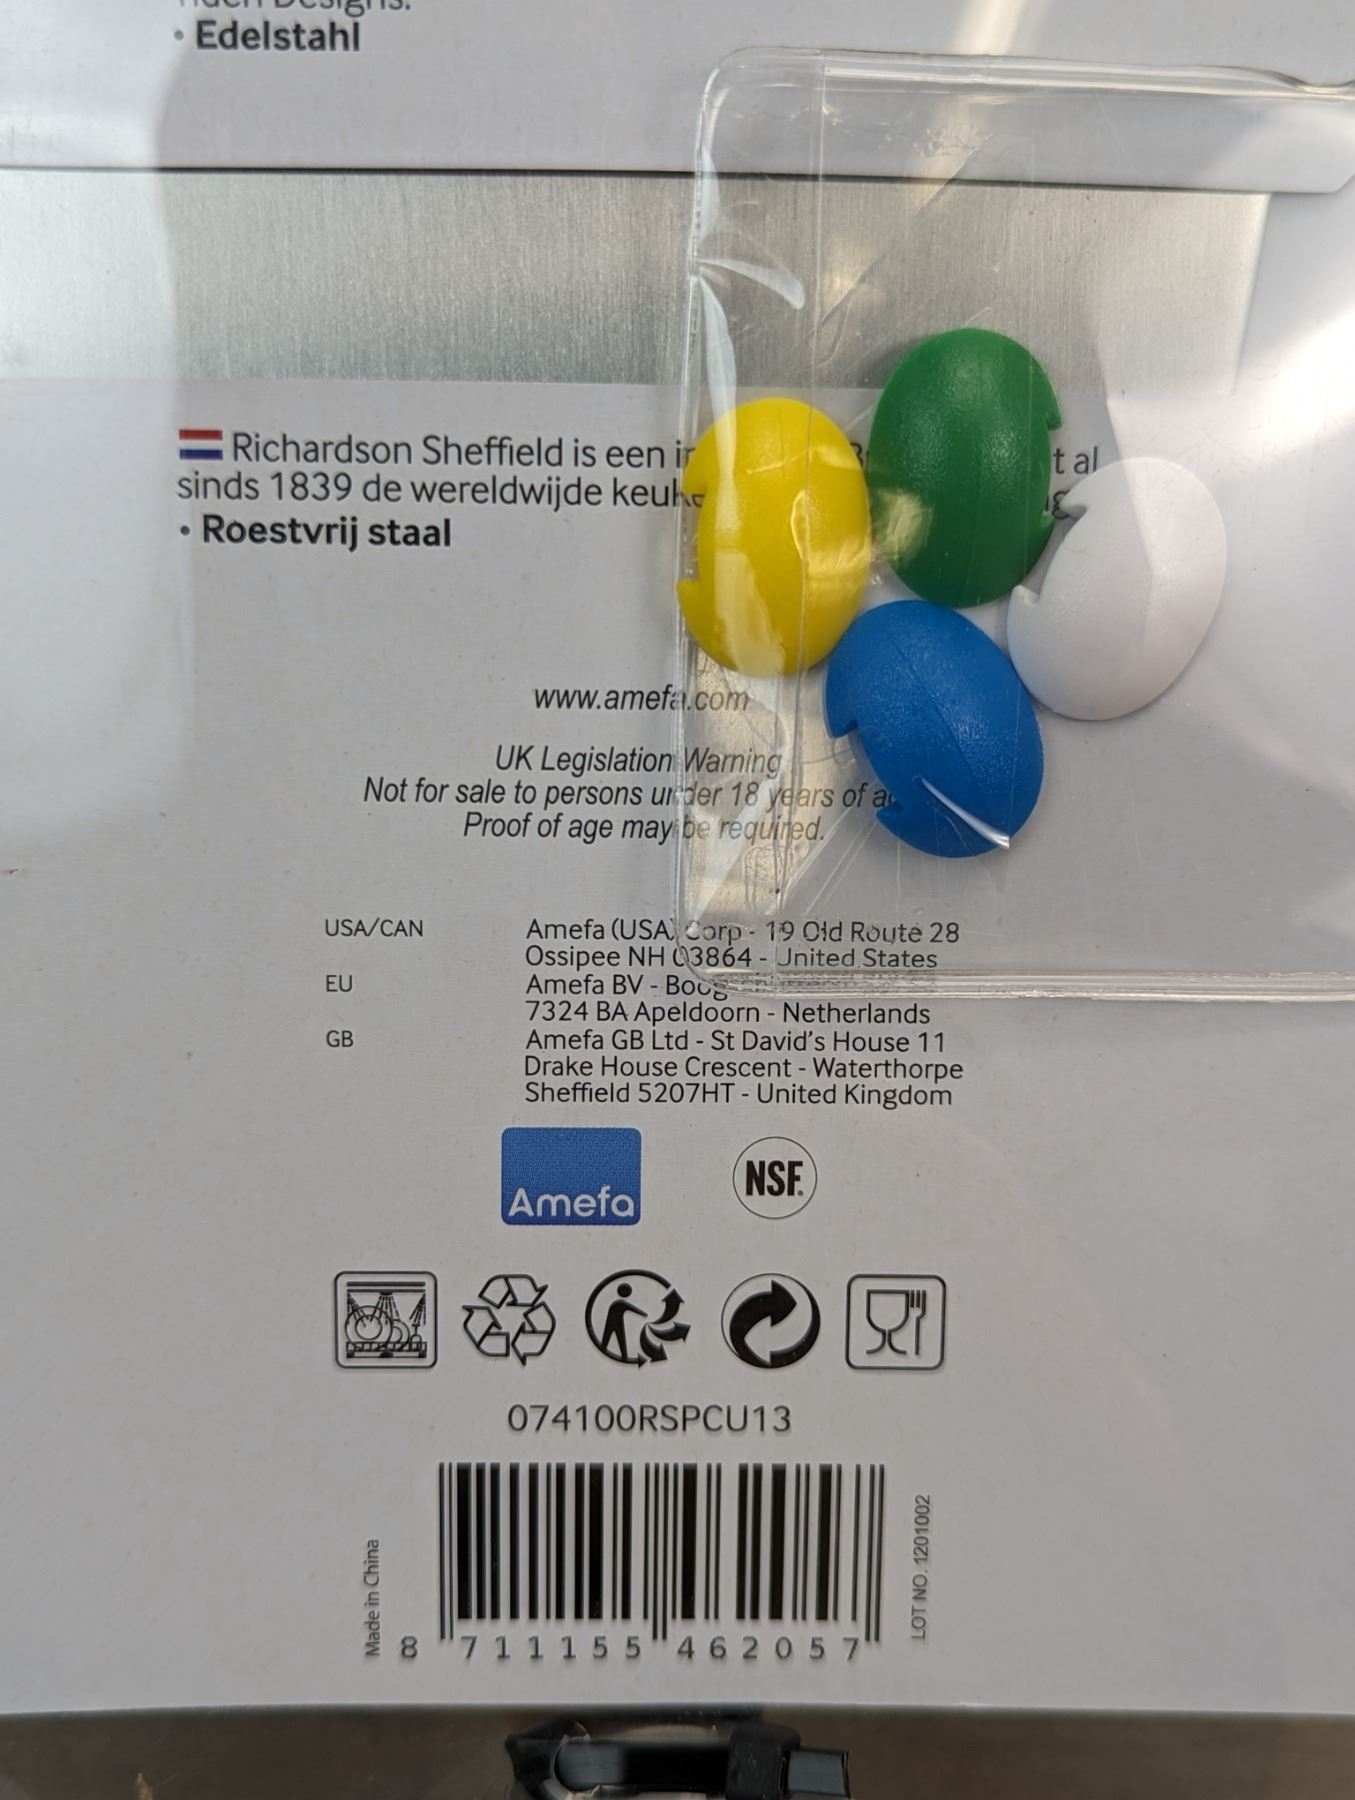 • Edelstahl
Richardson Sheffield is een t al
sinds 1839 de wereldwijde
• Roestvrij staal
www.amefa.com
UK Legislation Warning
Not for sale to persons under 18 years of
Proof of age may be required.
USA/CAN Amefa (USA) Corp - 19 Old Route 28
Ossipee NH 03864 - United States
EU Amefa BV -
7324 BA Apeldoorn - Netherlands
GB Amefa GB Ltd - St David's House 11
Drake House Crescent - Waterthorpe
Sheffield 5207HT - United Kingdom
Amefa
NSF.
074100RSPCU13
Made in China
8 711155 462057
LOT NO. 1201002